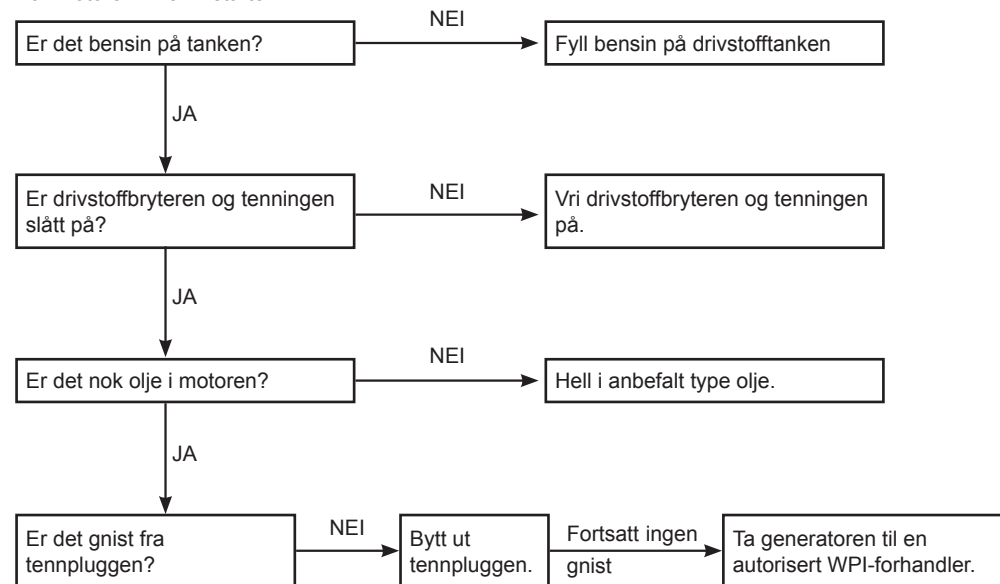 Er det bensin på tanken?
NEI
Fyll bensin på drivstofftanken
JA
Er drivstoffbryteren og tenningen
slått på?
NEI
Vri drivstoffbryteren og tenningen
på.
JA
Er det nok olje i motoren?
NEI
Hell i anbefalt type olje.
JA
Er det gnist fra
tennpluggen?
NEI
Bytt ut
tennpluggen.
Fortsatt ingen
gnist
Ta generatoren til en
autorisert WPI-forhandler.